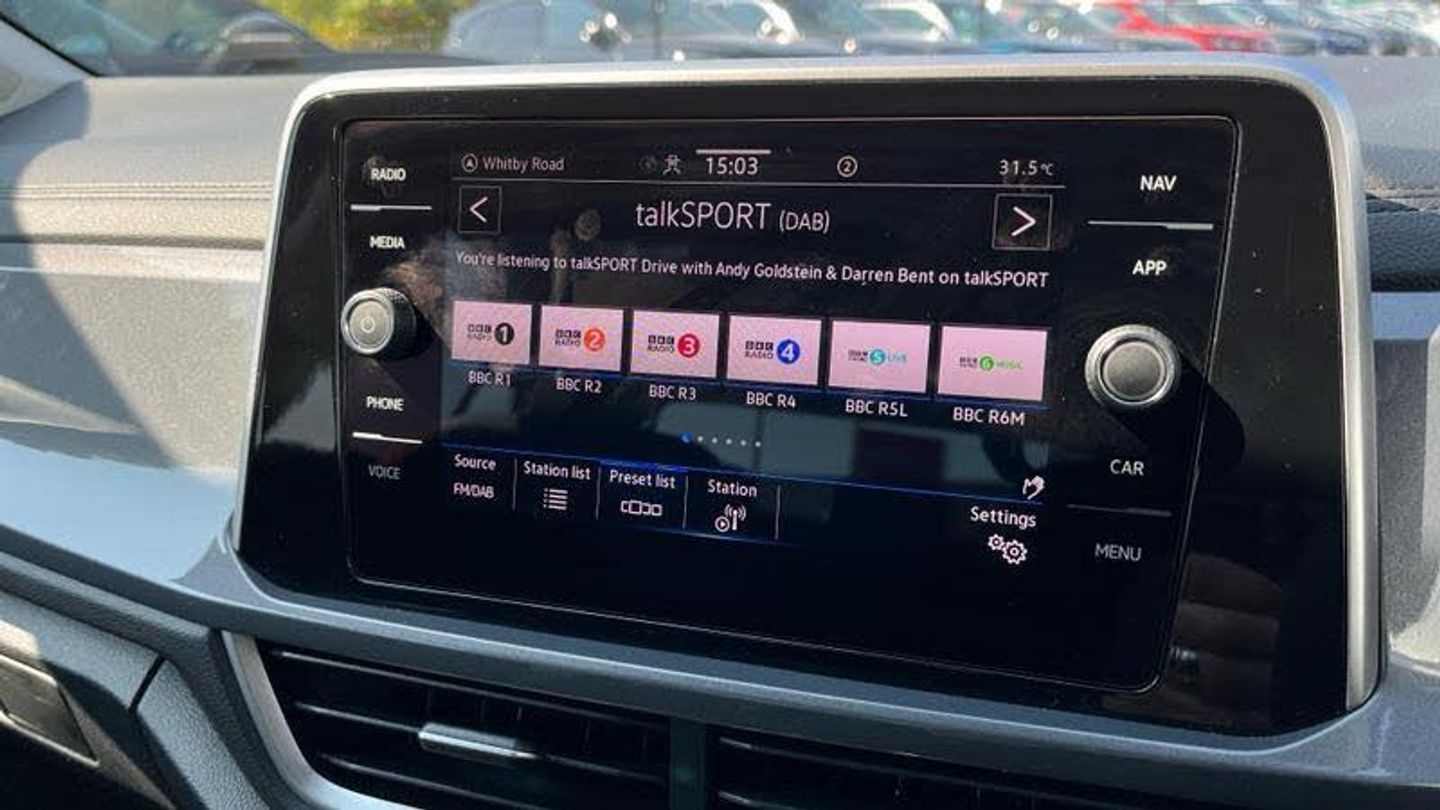 Whitby Road 15:03 2 31.5°C
RADIO
NAV
< talkSPORT (DAB) >
MEDIA
APP
You're listening to talkSPORT Drive with Andy Goldstein & Darren Bent on talkSPORT
BBC RADIO 1
BBC RADIO 2
BBC RADIO 3
BBC RADIO 4
5 LIVE
6 MUSIC
BBC R1 BBC R2 BBC R3 BBC R4 BBC R5L BBC R6M
PHONE
CAR
VOICE
MENU
Source Station list Preset list Station Settings
FM/DAB